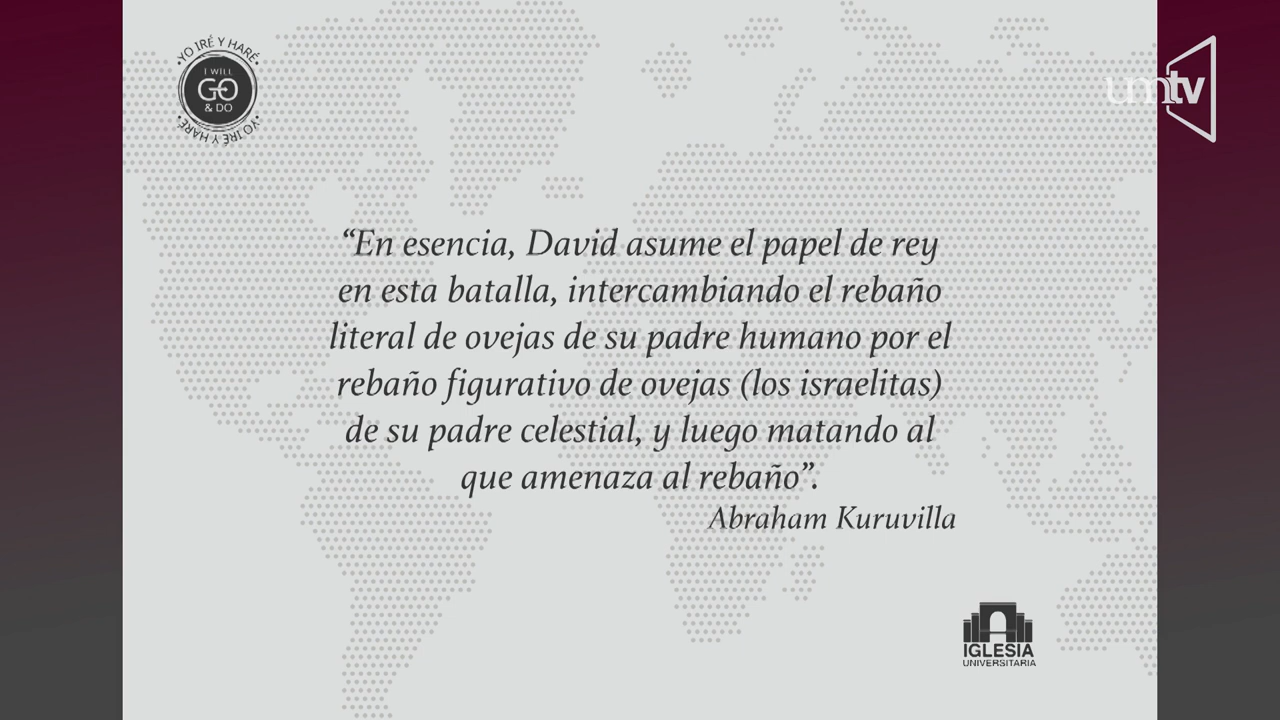 YO IRÉ Y HARÉ
I WILL
GO
& DO
YO IRÉ Y HARÉ
umtv
“En esencia, David asume el papel de rey
en esta batalla, intercambiando el rebaño
literal de ovejas de su padre humano por el
rebaño figurativo de ovejas (los israelitas)
de su padre celestial, y luego matando al
que amenaza al rebaño”.
Abraham Kuruvilla
IGLESIA
UNIVERSITARIA